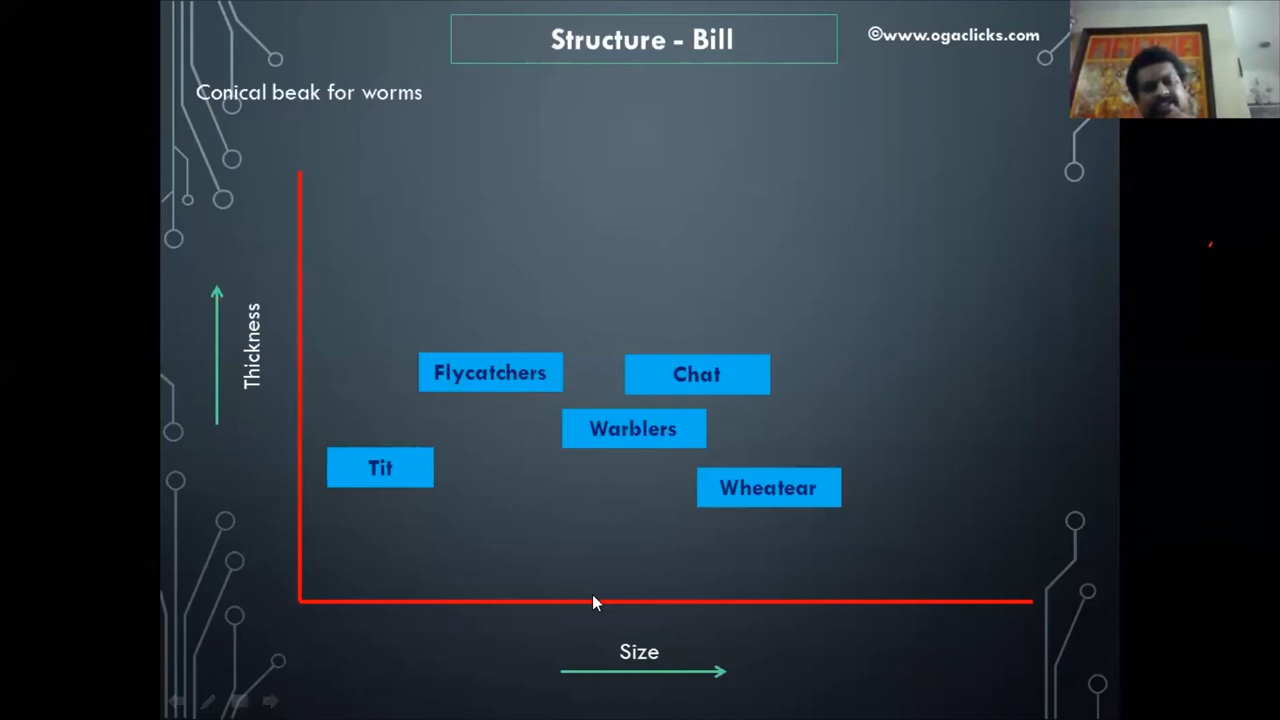 Structure - Bill
©www.ogaclicks.com
Conical beak for worms
Thickness
Flycatchers
Chat
Warblers
Tit
Wheatear
Size